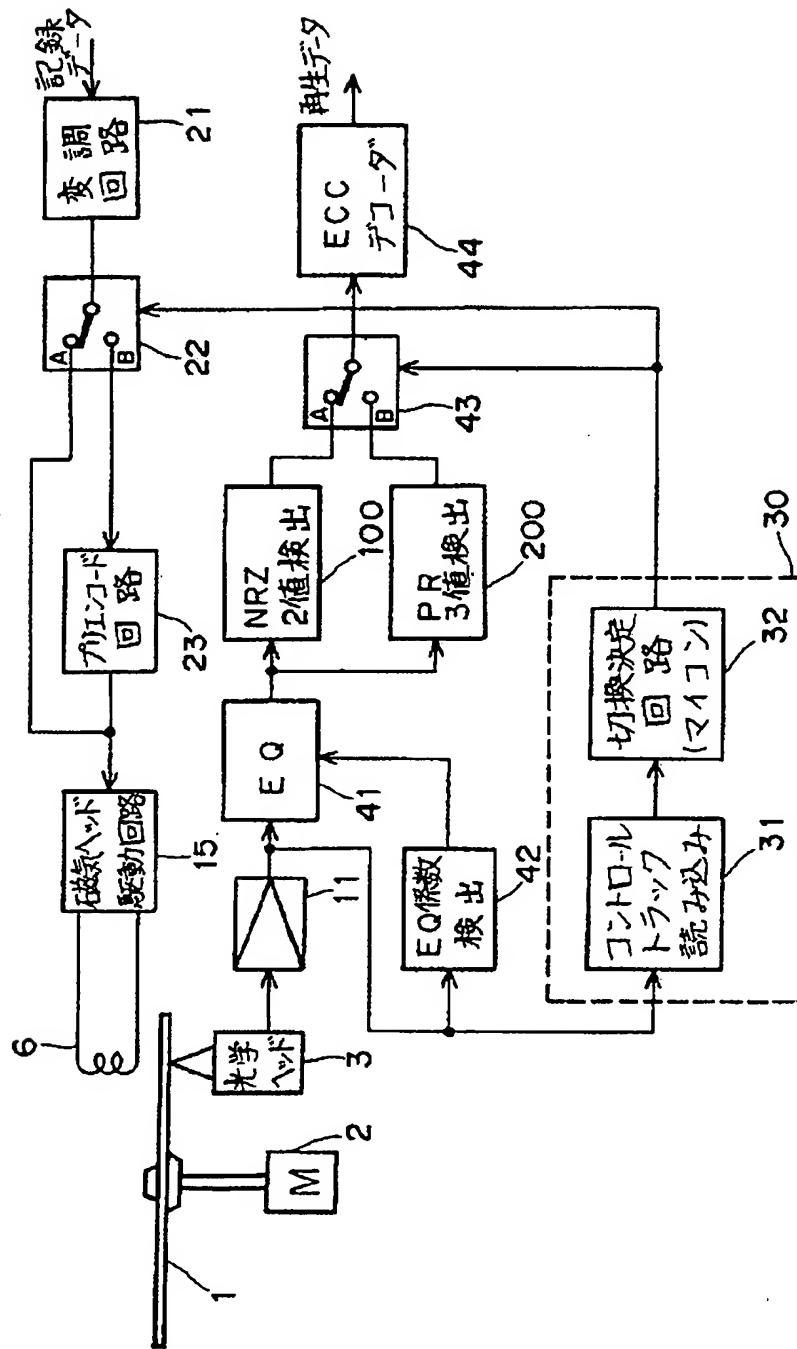 記録
データ
変調
回路
21
A
B
22
プリエンコード
回路
23
磁気ヘッド
駆動回路
15
6
再生データ
ECC
デコーダ
44
A
B
43
NRZ
2値検出
100
PR
3値検出
200
EQ
41
11
EQ係数
検出
42
光学
ヘッド
3
M
2
1
30
切換決定
回路
(マイコン)
32
コントロール
トラック
読み込み
31